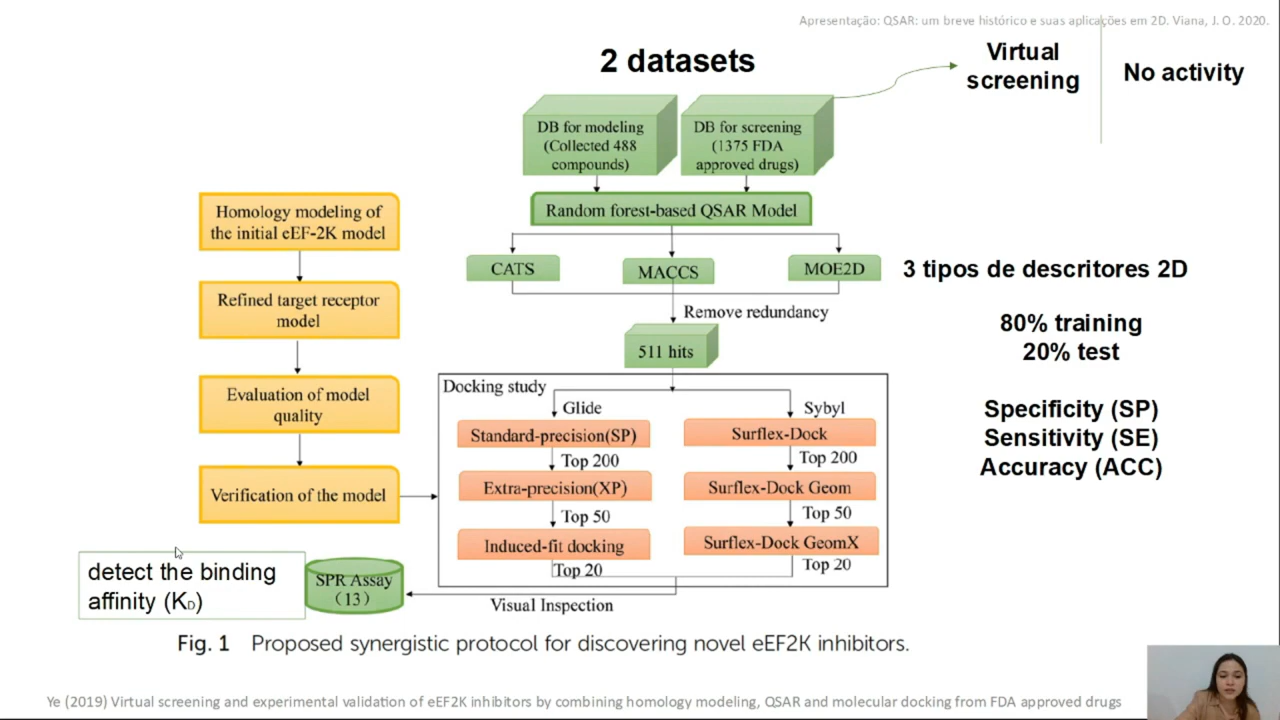 Apresentação: QSAR: um breve histórico e suas aplicações em 2D. Viana, J. O. 2020.
2 datasets
Virtual
screening
No activity
DB for modeling
(Collected 488
compounds)
DB for screening
(1375 FDA
approved drugs)
Random forest-based QSAR Model
CATS
MACCS
MOE2D
3 tipos de descritores 2D
Remove redundancy
80% training
20% test
511 hits
Homology modeling of
the initial eEF-2K model
Refined target receptor
model
Evaluation of model
quality
Verification of the model
Docking study
Glide
Standard-precision(SP)
Top 200
Extra-precision(XP)
Top 50
Induced-fit docking
Top 20
Sybyl
Surflex-Dock
Top 200
Surflex-Dock Geom
Top 50
Surflex-Dock GeomX
Top 20
Specificity (SP)
Sensitivity (SE)
Accuracy (ACC)
detect the binding
affinity (KD)
SPR Assay
(13)
Visual Inspection
Fig. 1 Proposed synergistic protocol for discovering novel eEF2K inhibitors.
Ye (2019) Virtual screening and experimental validation of eEF2K inhibitors by combining homology modeling, QSAR and molecular docking from FDA approved drugs